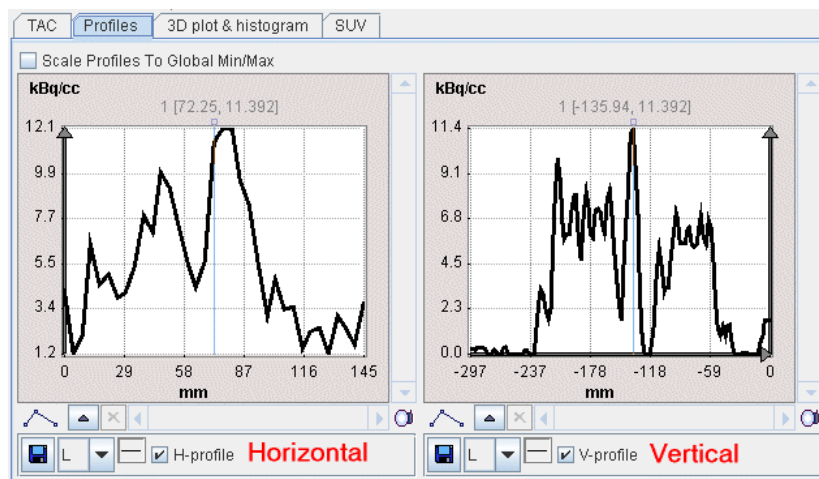 TAC Profiles 3D plot & histogram SUV
Scale Profiles To Global Min/Max
kBq/cc
1 [72.25, 11.392]
12.1
9.9
7.7
5.5
3.4
1.2
0 29 58 87 116 145
mm
L H-profile Horizontal
kBq/cc
1 [-135.94, 11.392]
11.4
9.1
6.8
4.5
2.3
0.0
-297 -237 -178 -118 -59 0
mm
L V-profile Vertical